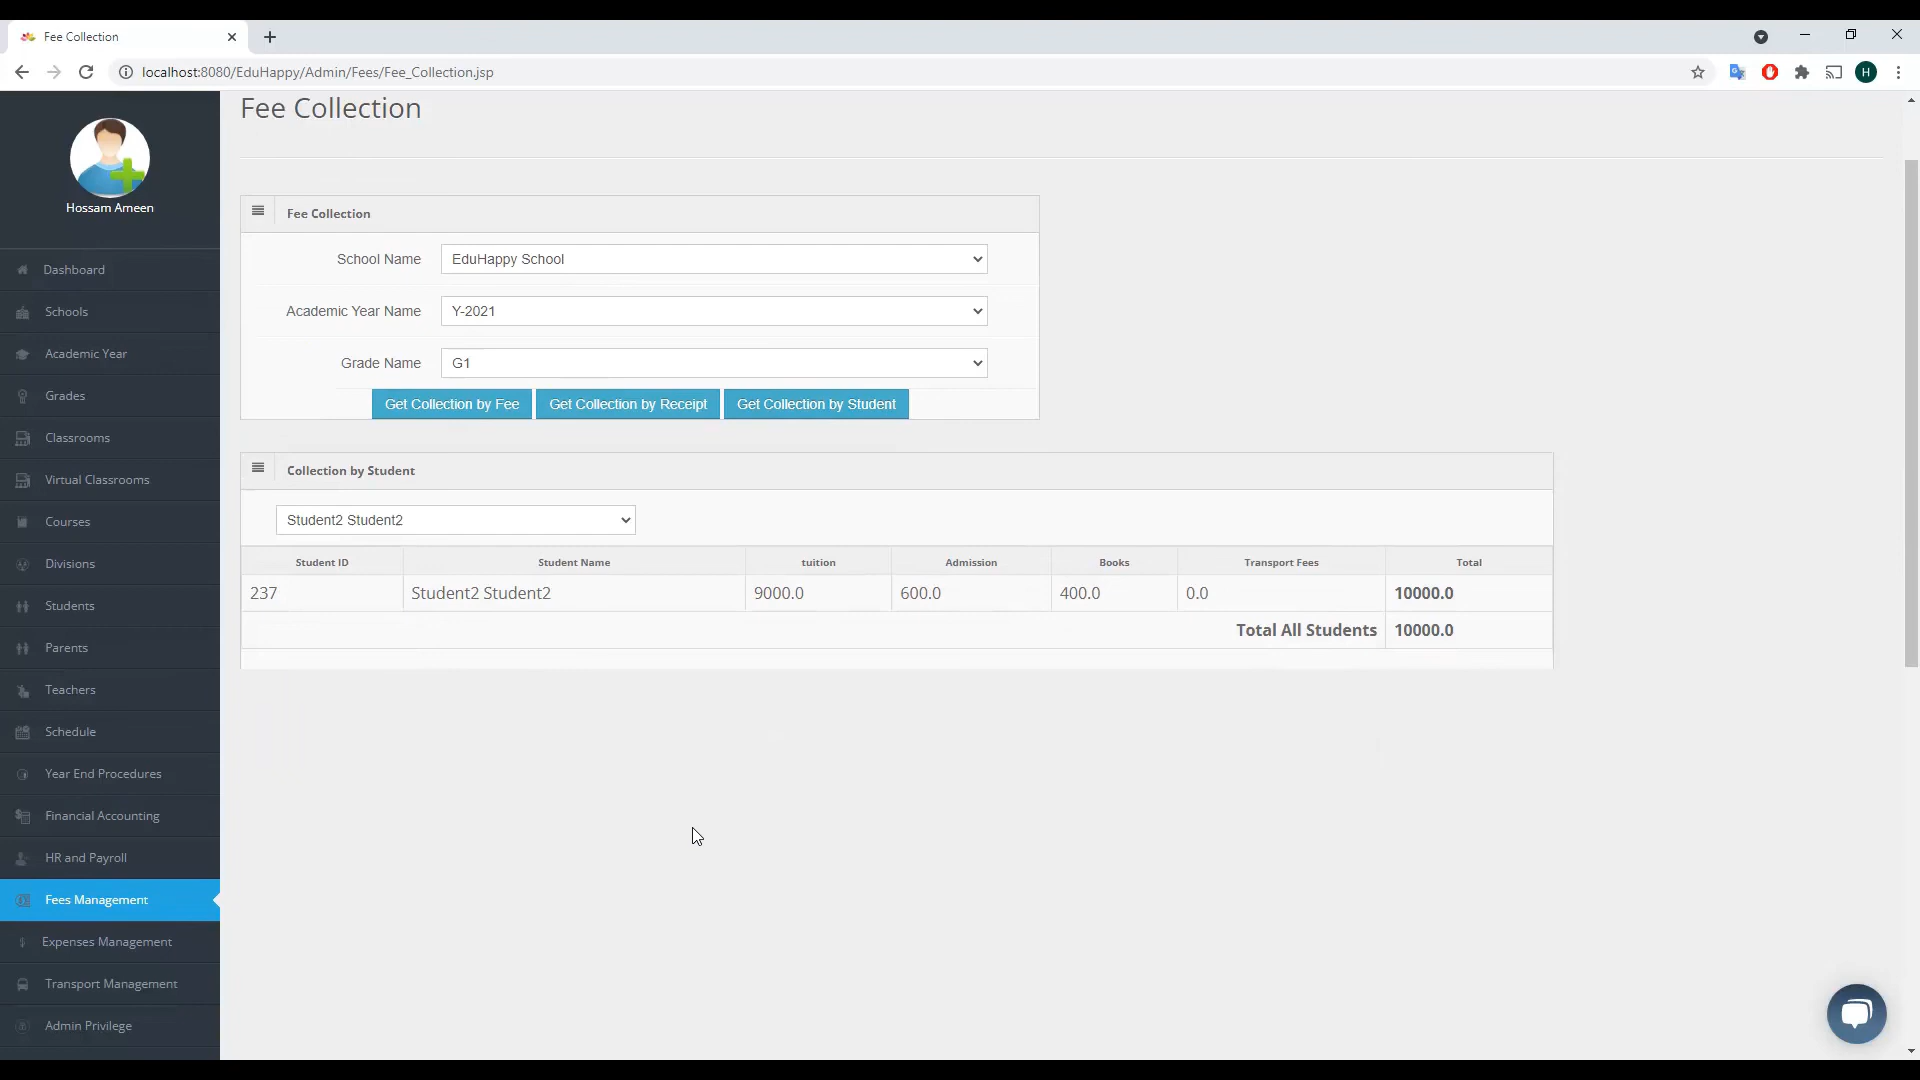 Fee Collection
localhost:8080/EduHappy/Admin/Fees/Fee_Collection.jsp
H
Hossam Ameen
Dashboard
Schools
Academic Year
Grades
Classrooms
Virtual Classrooms
Courses
Divisions
Students
Parents
Teachers
Schedule
Year End Procedures
Financial Accounting
HR and Payroll
Fees Management
Expenses Management
Transport Management
Admin Privilege
Fee Collection
Fee Collection
School Name EduHappy School
Academic Year Name Y-2021
Grade Name G1
Get Collection by Fee Get Collection by Receipt Get Collection by Student
Collection by Student
Student2 Student2
Student ID Student Name tuition Admission Books Transport Fees Total
237 Student2 Student2 9000.0 600.0 400.0 0.0 10000.0
Total All Students 10000.0